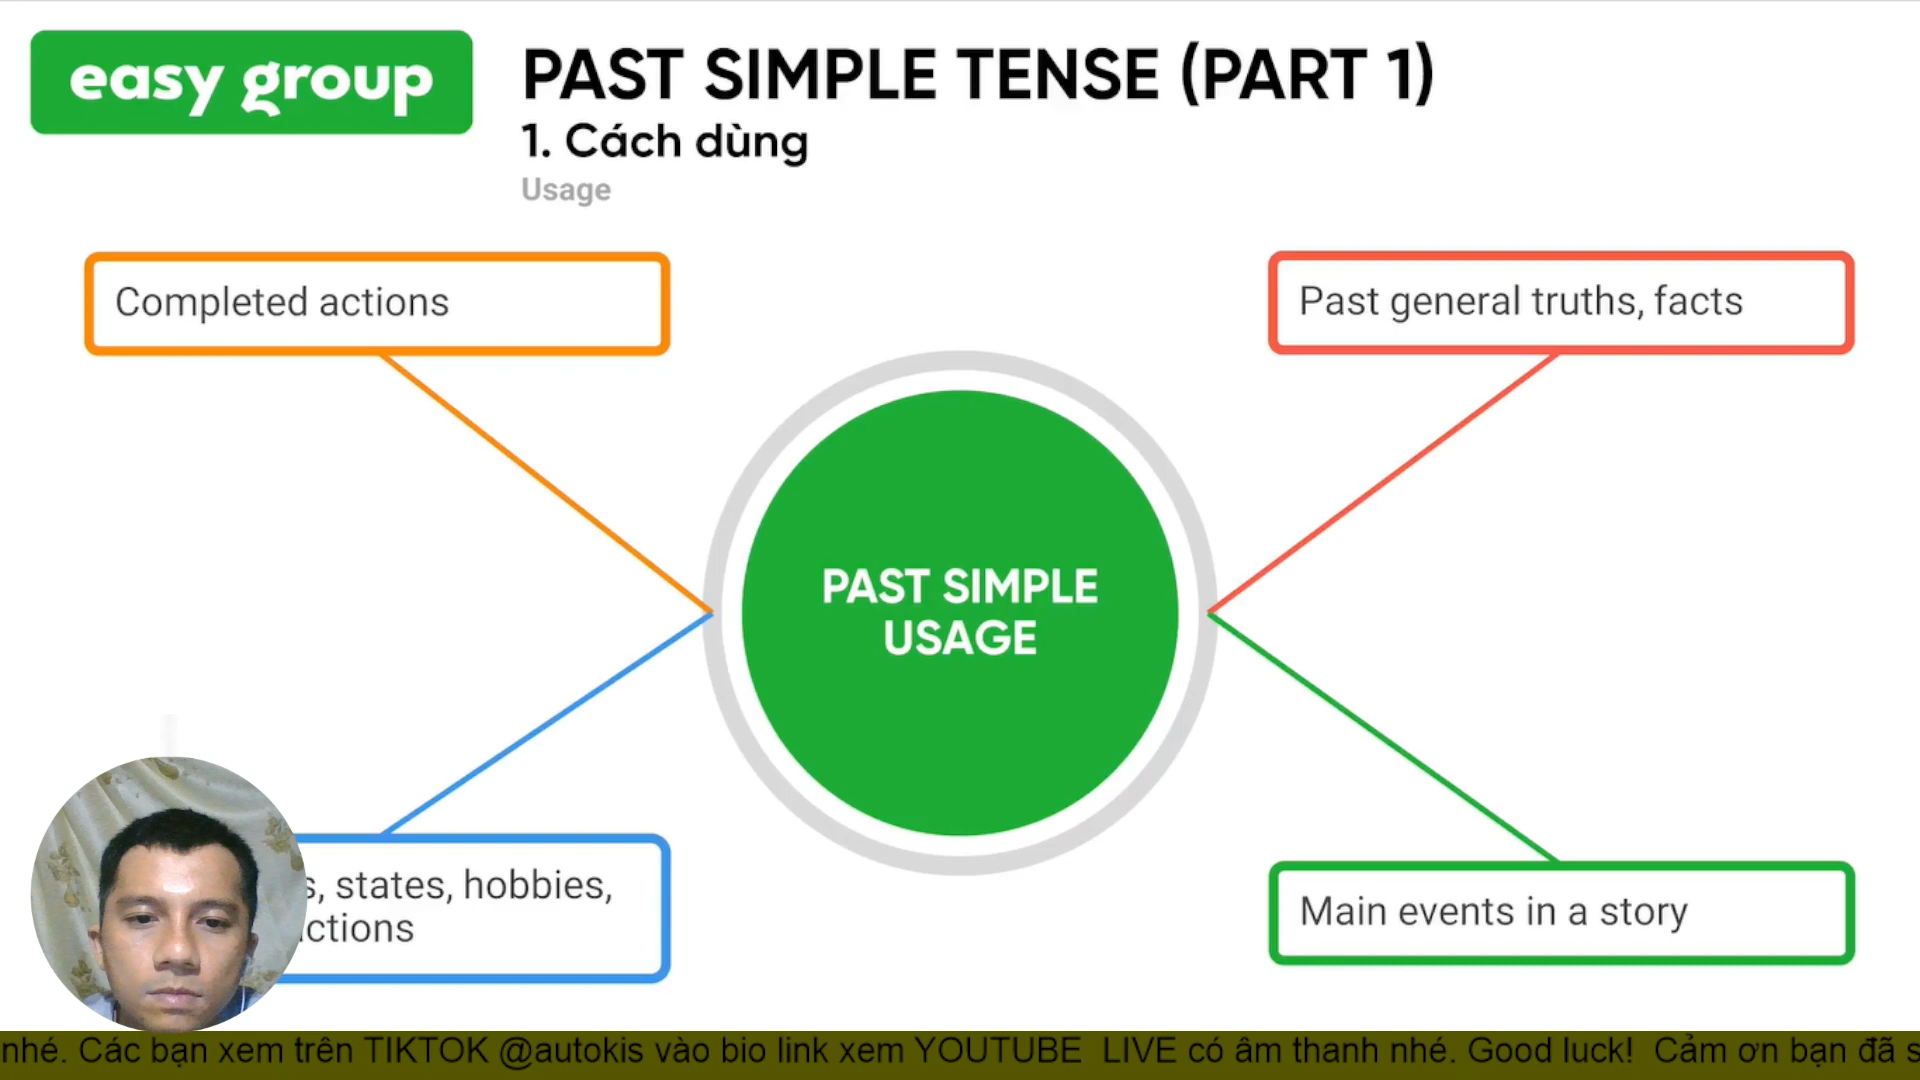 easy group
PAST SIMPLE TENSE (PART 1)
1. Cách dùng
Usage
Completed actions
Past general truths, facts
PAST SIMPLE
USAGE
states, hobbies,
Main events in a story
nhé. Các bạn xem trên TIKTOK @autokis vào bio link xem YOUTUBE LIVE có âm thanh nhé. Good luck! Cảm ơn bạn đã